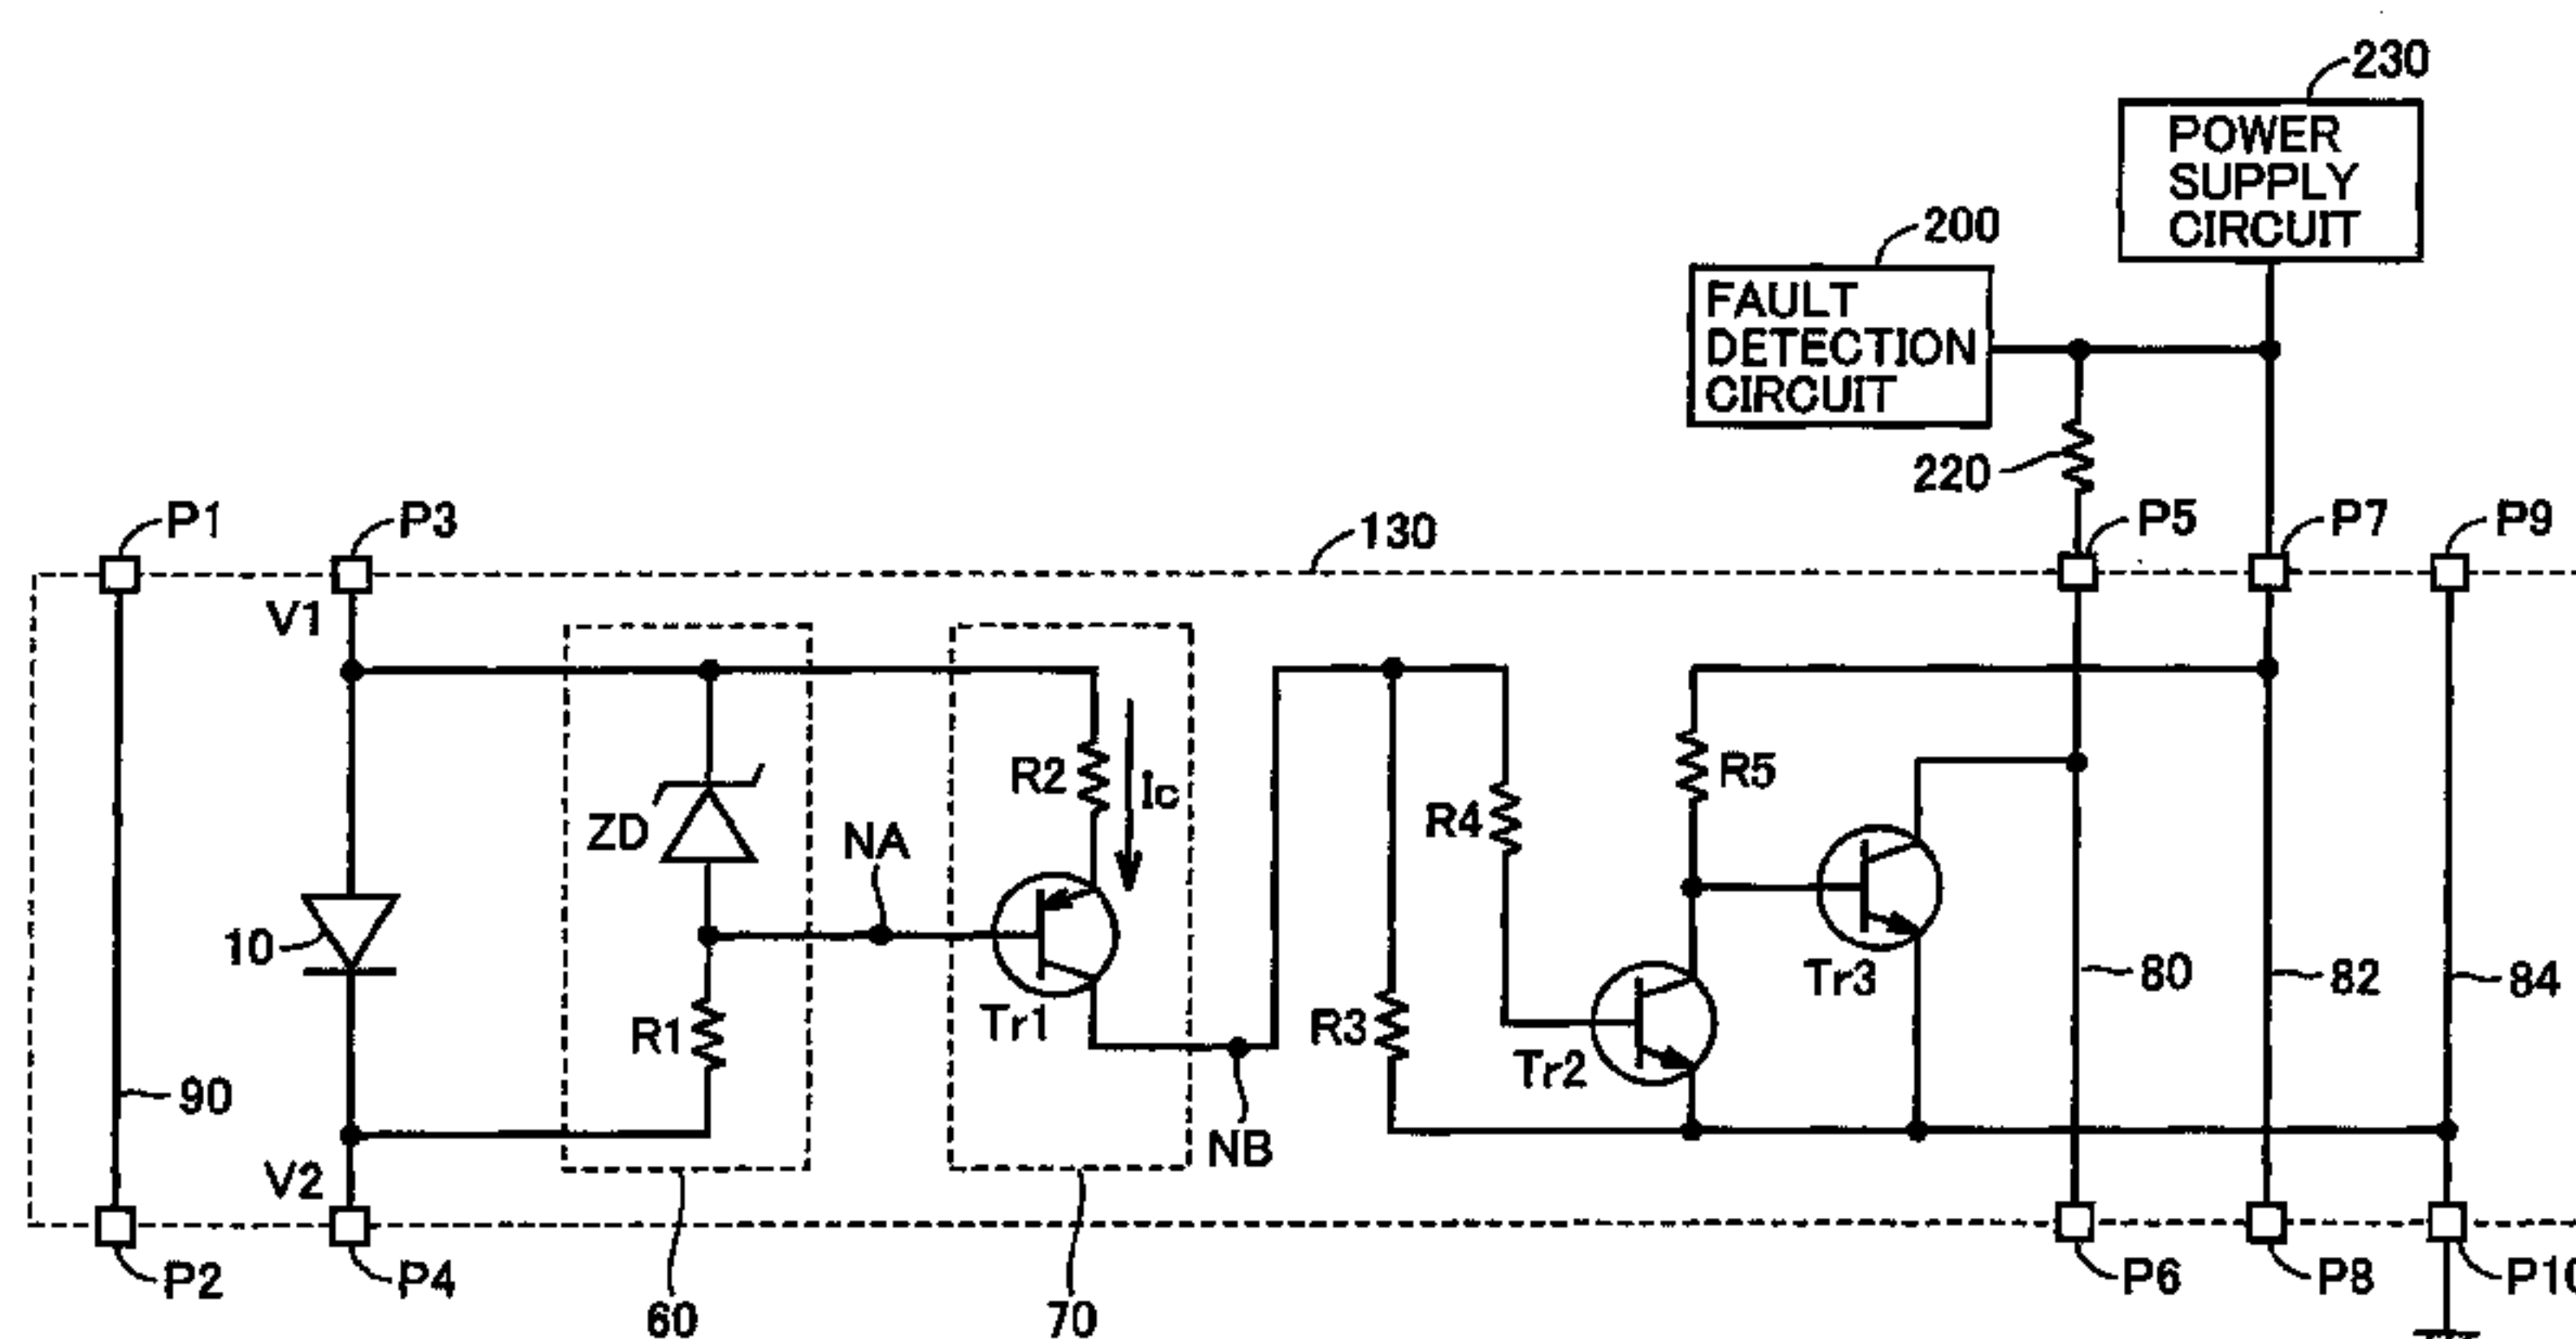 230
POWER
SUPPLY
CIRCUIT
200
FAULT
DETECTION
CIRCUIT
220
P1
P3
130
P5
P7
P9
V1
R2
Ic
R5
ZD
NA
R4
10
R1
Tr1
R3
Tr3
80
82
84
Tr2
90
NB
V2
P2
P4
60
70
P6
P8
P10